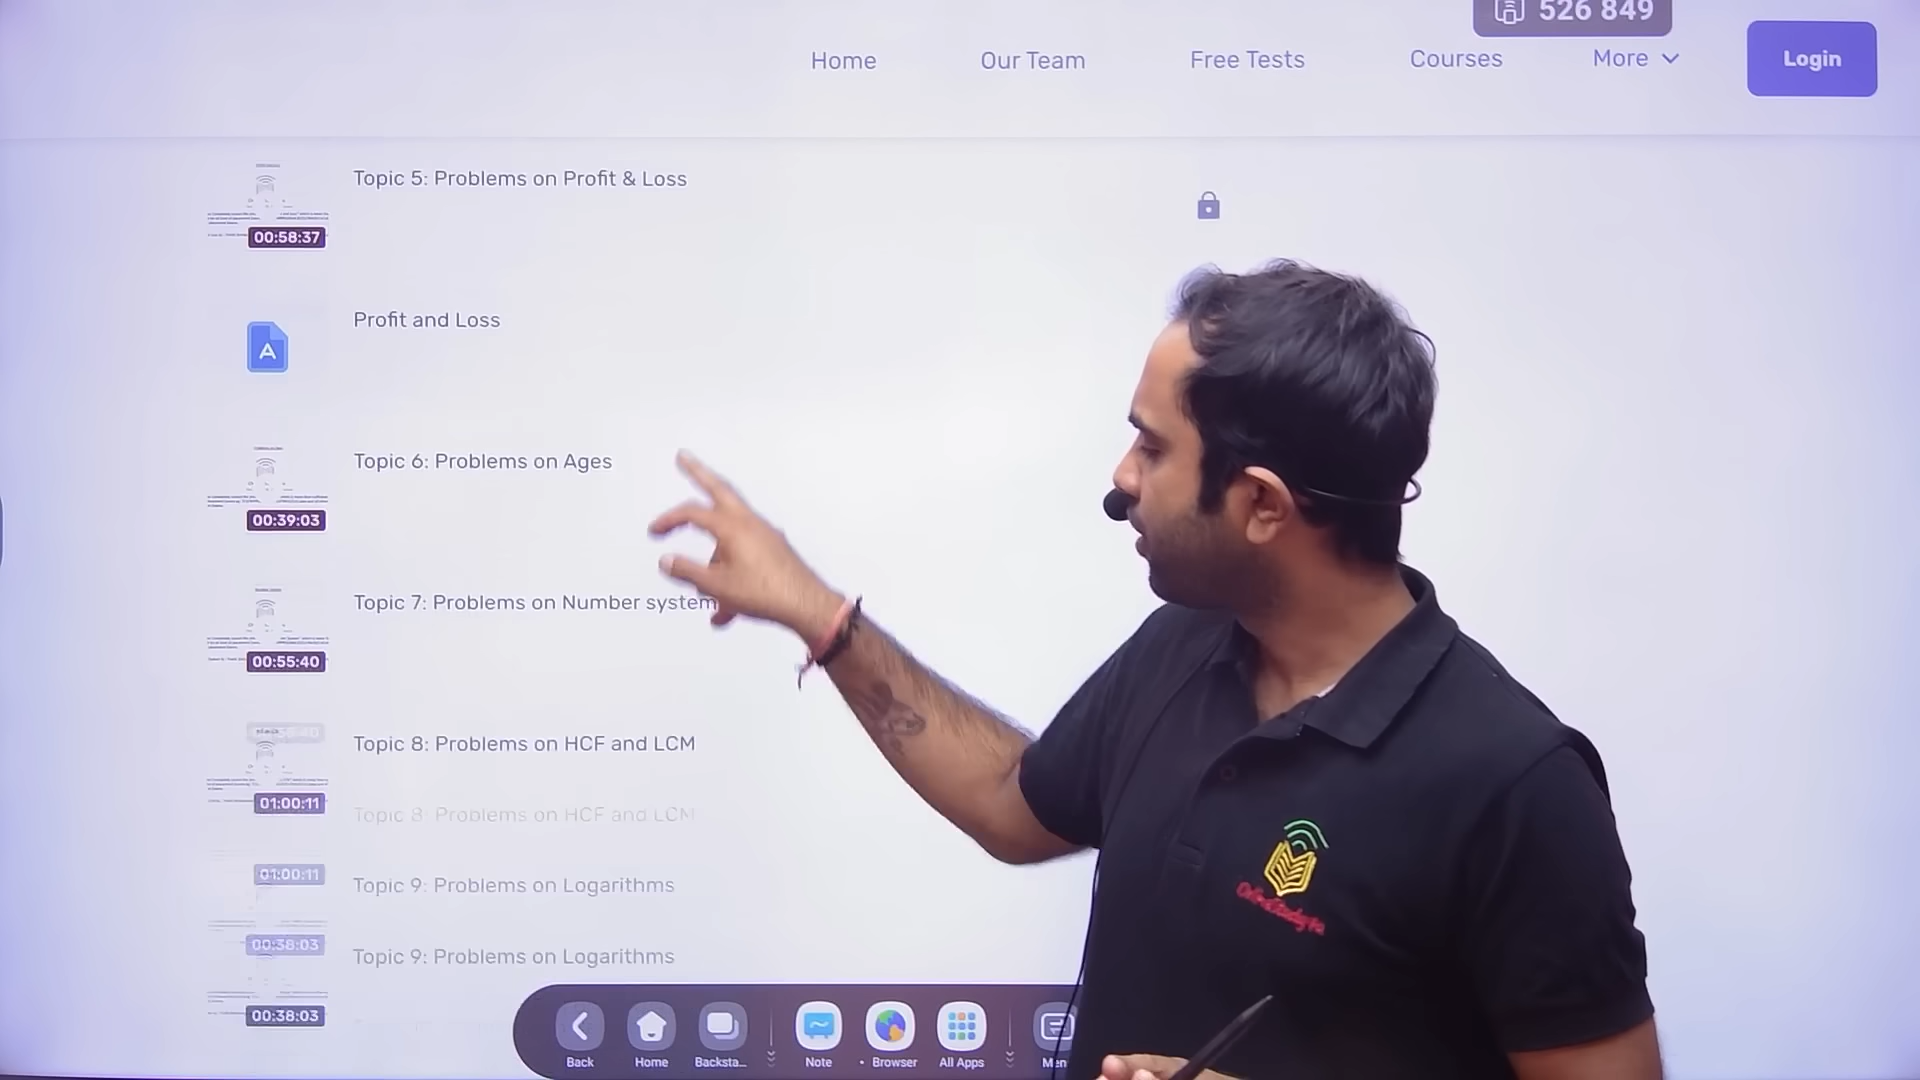 526 849
Home
Our Team
Free Tests
Courses
More
Login
Topic 5: Problems on Profit & Loss
00:58:37
Profit and Loss
A
Topic 6: Problems on Ages
00:39:03
Topic 7: Problems on Number system
00:55:40
Topic 8: Problems on HCF and LCM
01:00:11
Topic 8: Problems on HCF and LCM
01:00:11
Topic 9: Problems on Logarithms
00:38:03
Topic 9: Problems on Logarithms
00:38:03
Back
Home
Backsta...
Note
Browser
All Apps